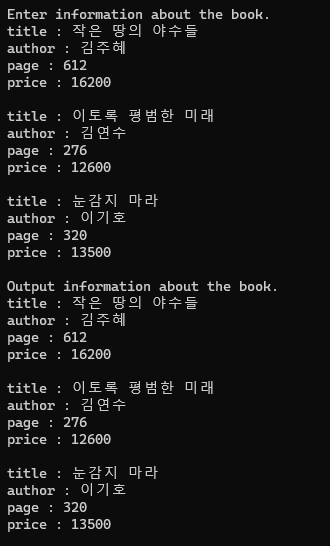 Enter information about the book.
title : 작은 땅의 야수들
author : 김주혜
page : 612
price : 16200
title : 이토록 평범한 미래
author : 김연수
page : 276
price : 12600
title : 눈감지 마라
author : 이기호
page : 320
price : 13500
Output information about the book.
title : 작은 땅의 야수들
author : 김주혜
page : 612
price : 16200
title : 이토록 평범한 미래
author : 김연수
page : 276
price : 12600
title : 눈감지 마라
author : 이기호
page : 320
price : 13500